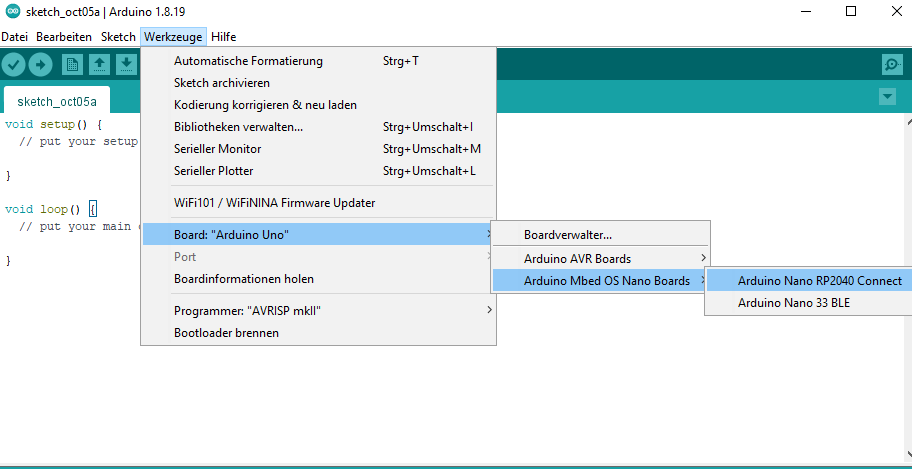 sketch_oct05a | Arduino 1.8.19
Datei Bearbeiten Sketch Werkzeuge Hilfe
Automatische Formatierung Strg+T
Sketch archivieren
Kodierung korrigieren & neu laden
Bibliotheken verwalten... Strg+Umschalt+I
Serieller Monitor Strg+Umschalt+M
Serieller Plotter Strg+Umschalt+L
WiFi101 / WiFiNINA Firmware Updater
Board: "Arduino Uno"
Port
Boardinformationen holen
Programmer: "AVRISP mkII"
Bootloader brennen
Boardverwalter...
Arduino AVR Boards
Arduino Mbed OS Nano Boards
Arduino Nano RP2040 Connect
Arduino Nano 33 BLE
sketch_oct05a
void setup() {
// put your setup
}
void loop() {
// put your main
}